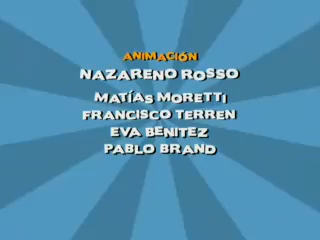 ANIMACIÓN
NAZARENO ROSSO
MATÍAS MORETTI
FRANCISCO TERREN
EVA BENITEZ
PABLO BRAND